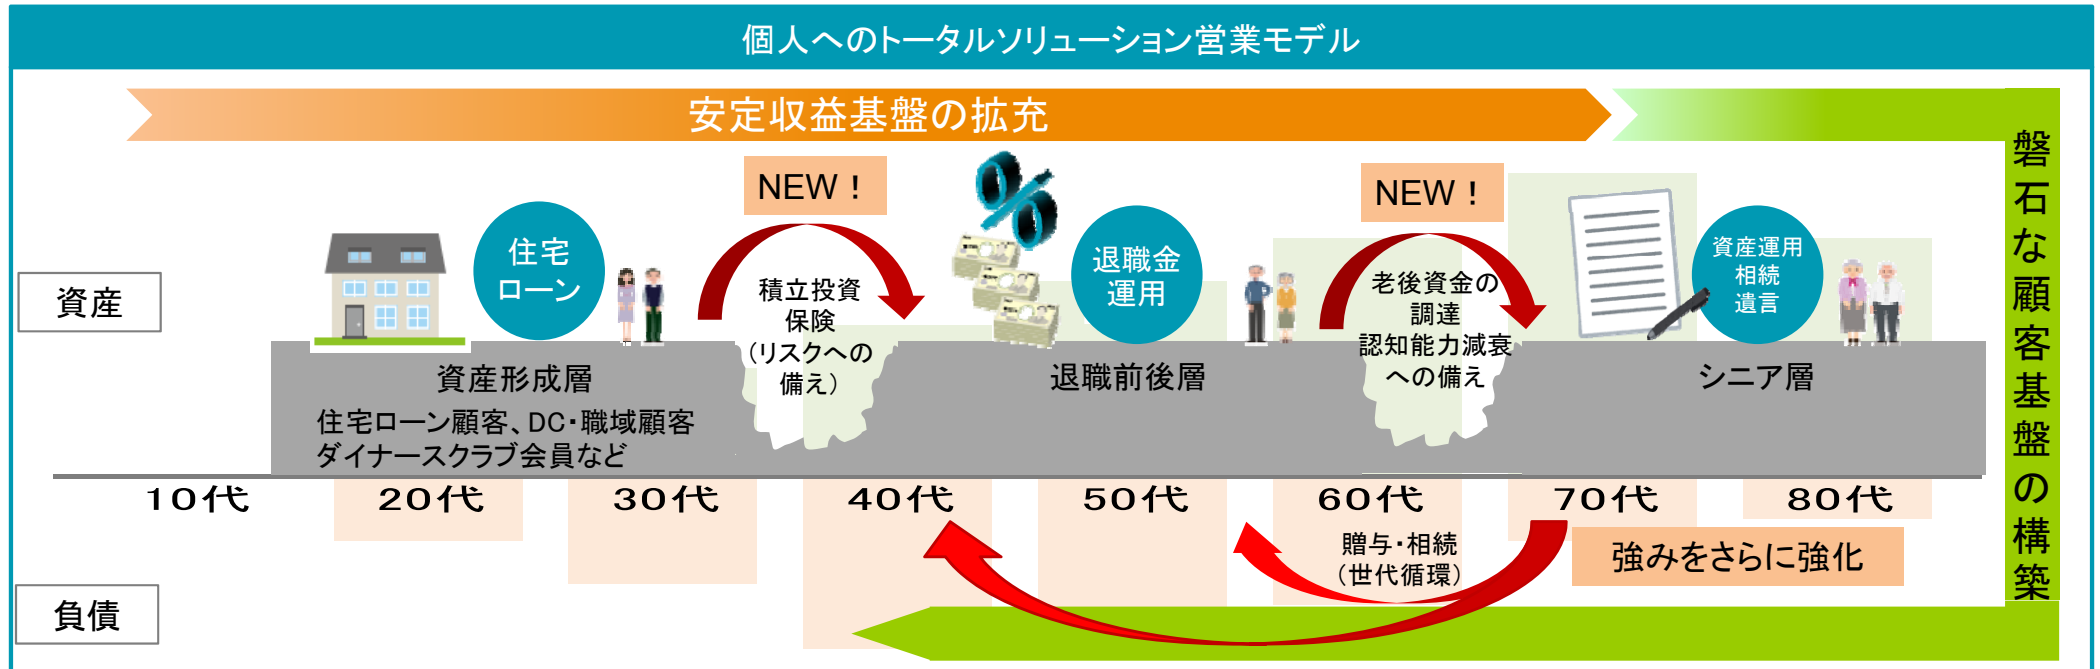 個人へのトータルソリューション営業モデル
安定収益基盤の拡充
磐石な顧客基盤の構築
NEW！
NEW！
住宅
ローン
退職金
運用
資産運用
相続
遺言
資産
積立投資
保険
（リスクへの
備え）
老後資金の
調達
認知能力減衰
への備え
資産形成層
住宅ローン顧客、DC・職域顧客
ダイナースクラブ会員など
退職前後層
シニア層
10代
20代
30代
40代
50代
60代
70代
80代
贈与・相続
（世代循環）
強みをさらに強化
負債